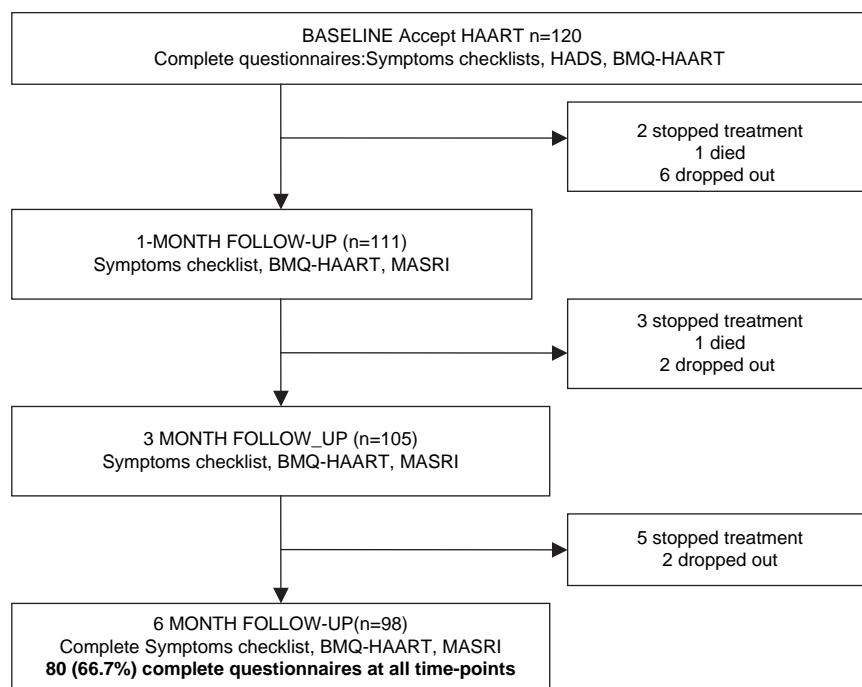 BASELINE Accept HAART n=120
Complete questionnaires:Symptoms checklists, HADS, BMQ-HAART
2 stopped treatment
1 died
6 dropped out
1-MONTH FOLLOW-UP (n=111)
Symptoms checklist, BMQ-HAART, MASRI
3 stopped treatment
1 died
2 dropped out
3 MONTH FOLLOW_UP (n=105)
Symptoms checklist, BMQ-HAART, MASRI
5 stopped treatment
2 dropped out
6 MONTH FOLLOW-UP(n=98)
Complete Symptoms checklist, BMQ-HAART, MASRI
80 (66.7%) complete questionnaires at all time-points